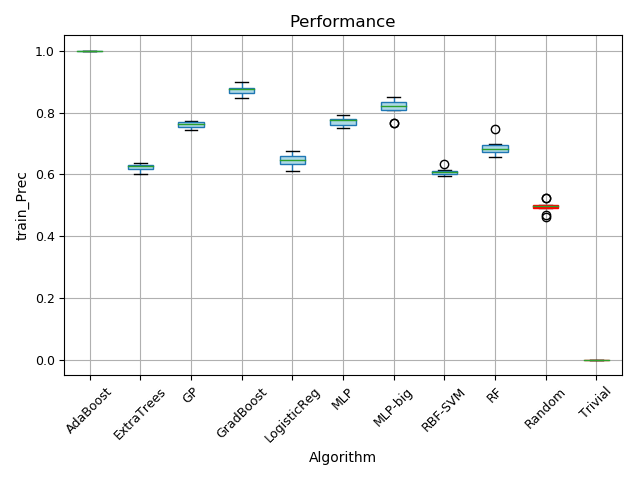 Performance
train_Prec
1.0
0.8
0.6
0.4
0.2
0.0
AdaBoost
ExtraTrees
GP
GradBoost
LogisticReg
MLP
MLP-big
RBF-SVM
RF
Random
Trivial
Algorithm